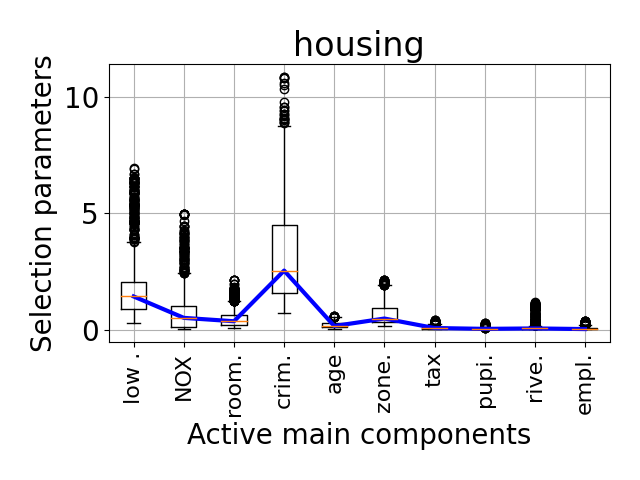 housing
Selection parameters
10
5
0
low .
NOX
room.
crim.
age
zone.
tax
pupi.
rive.
empl.
Active main components